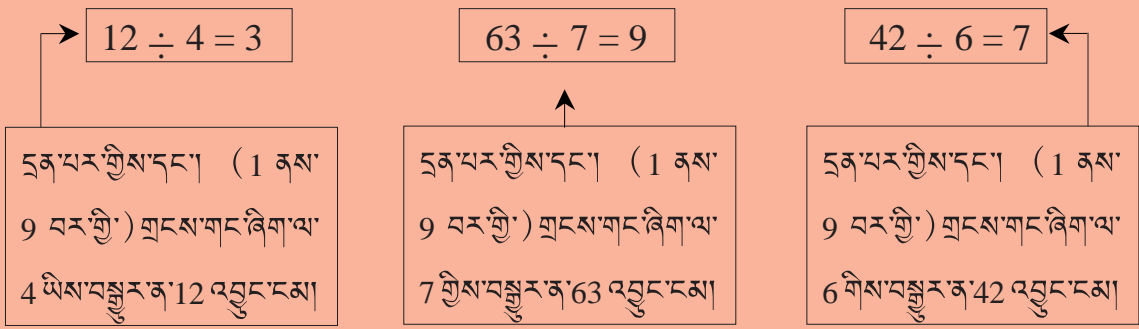 12 ÷ 4 = 3
63 ÷ 7 = 9
42 ÷ 6 = 7
དྲན་པར་གྱིས་དང་། (1 ནས་
9 བར་གྱི་) གྲངས་གང་ཞིག་ལ་
4 ཡིས་བསྒྱུར་ན་12 འབྱུང་ངམ།
དྲན་པར་གྱིས་དང་། (1 ནས་
9 བར་གྱི་) གྲངས་གང་ཞིག་ལ་
7 གྱིས་བསྒྱུར་ན་63 འབྱུང་ངམ།
དྲན་པར་གྱིས་དང་། (1 ནས་
9 བར་གྱི་) གྲངས་གང་ཞིག་ལ་
6 གིས་བསྒྱུར་ན་42 འབྱུང་ངམ།